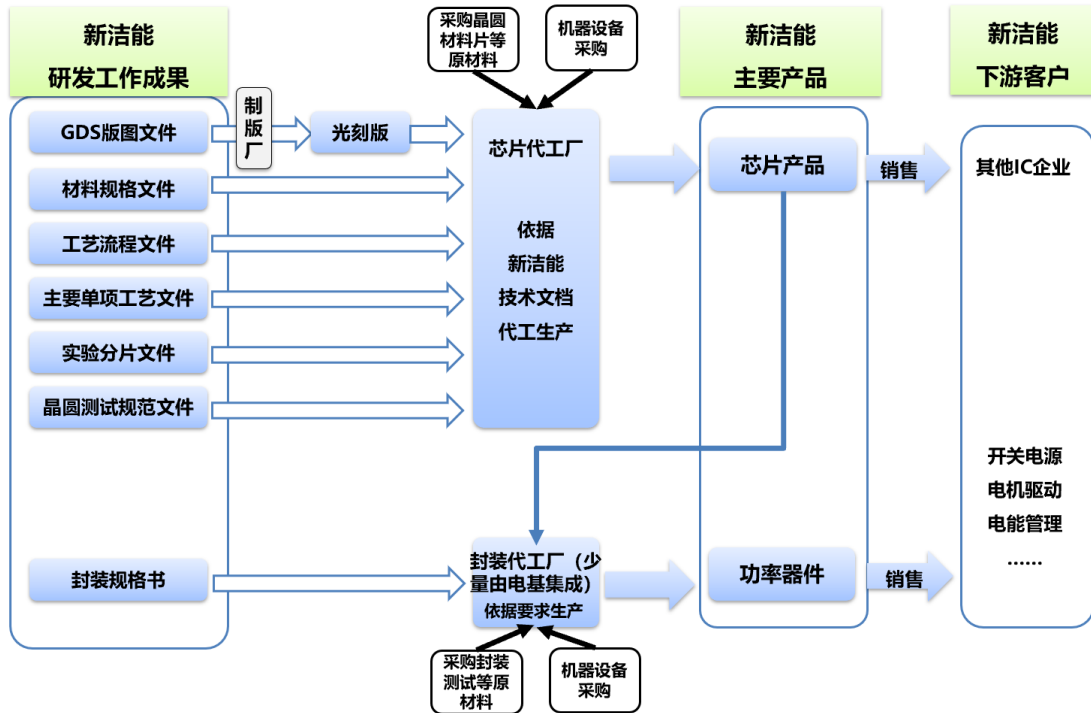 新洁能
研发工作成果
采购晶圆
材料片等
原材料
机器设备
采购
新洁能
主要产品
新洁能
下游客户
GDS版图文件
制
版
厂
光刻版
材料规格文件
工艺流程文件
主要单项工艺文件
实验分片文件
晶圆测试规范文件
封装规格书
芯片代工厂
依据
新洁能
技术文档
代工生产
芯片产品
销售
其他IC企业
开关电源
电机驱动
电能管理
……
封装代工厂（少
量由电基集成）
依据要求生产
功率器件
销售
采购封装
测试等原
材料
机器设备
采购